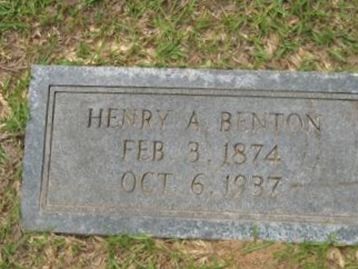 HENRY A. BENTON
FEB. 3. 1874
OCT. 6. 1937